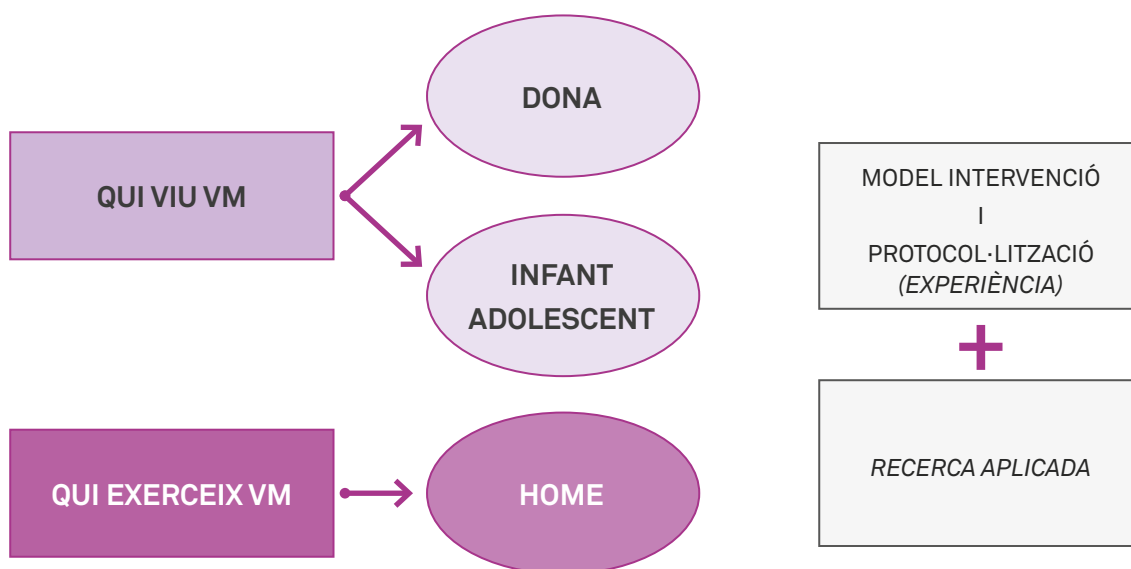 QUI VIU VM
DONA
INFANT
ADOLESCENT
QUI EXERCEIX VM
HOME
MODEL INTERVENCIÓ
I
PROTOCOL·LITZACIÓ
(EXPERIÈNCIA)
+
RECERCA APLICADA